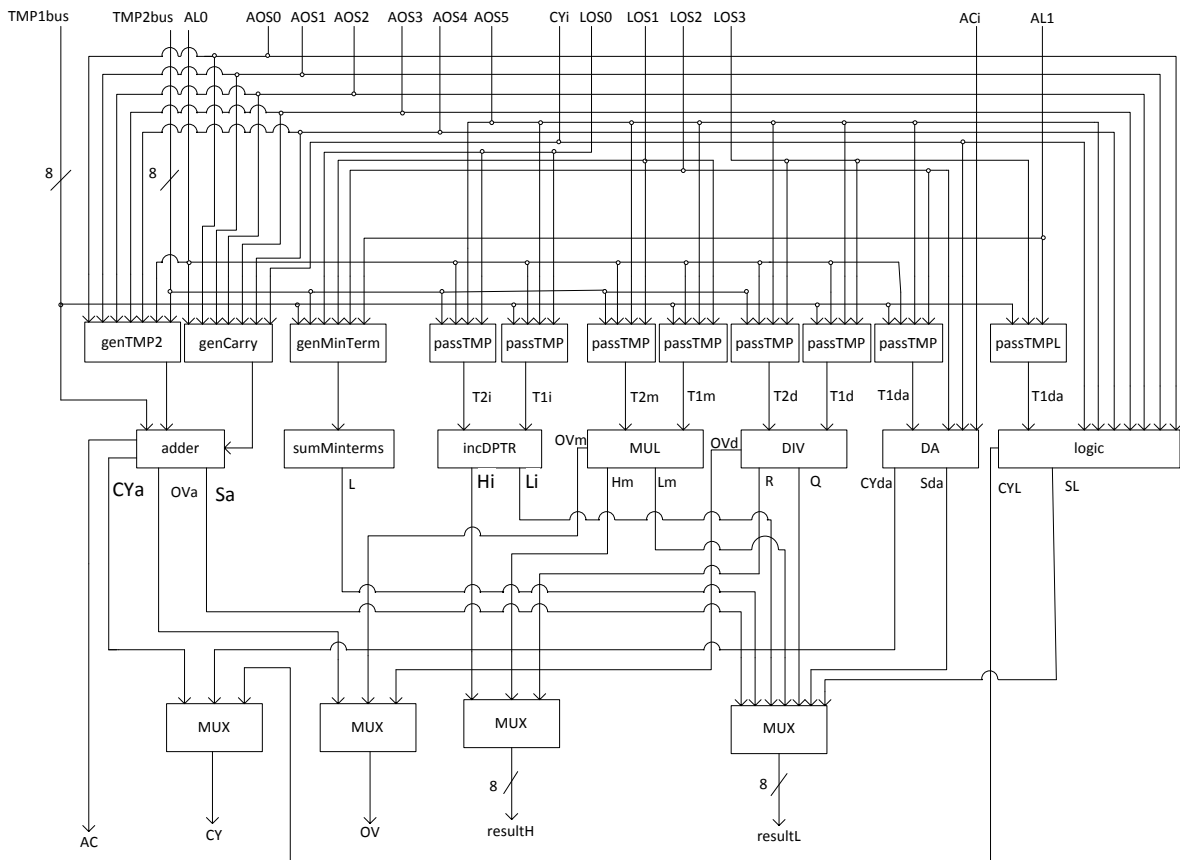 TMP1bus TMP2bus AL0 AOS0 AOS1 AOS2 AOS3 AOS4 AOS5 CYi LOS0 LOS1 LOS2 LOS3 ACi AL1
8 8
genTMP2 genCarry genMinTerm passTMP passTMP passTMP passTMP passTMP passTMP passTMP passTMPL
T2i T1i T2m T1m T2d T1d T1da T1da
adder sumMinterms incDPTR OVm MUL OVd DIV DA logic
CYa OVa Sa L Hi Li Hm Lm R Q CYda Sda CYL SL
MUX MUX MUX MUX
8 8
AC CY OV resultH resultL